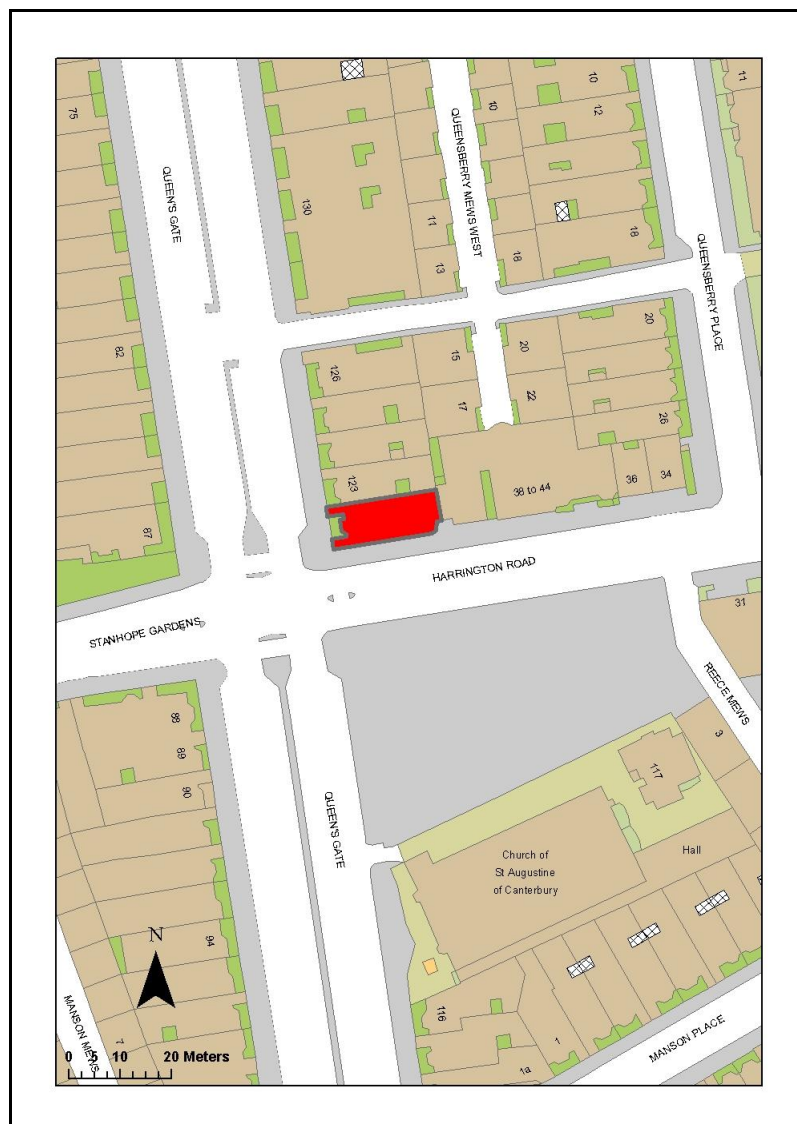 75
QUEEN'S GATE
130
11
13
10
QUEENSBERRY MEWS WEST
10
12
18
18
QUEENSBERRY PLACE
11
82
126
15
20
20
17
22
26
123
38 to 44
36
34
87
HARRINGTON ROAD
STANHOPE GARDENS
31
REECE MEWS
88
89
90
3
117
QUEEN'S GATE
Church of
St Augustine
of Canterbury
Hall
94
N
MANSON MEWS
7
116
1
1a
MANSON PLACE
0 5 10 20 Meters